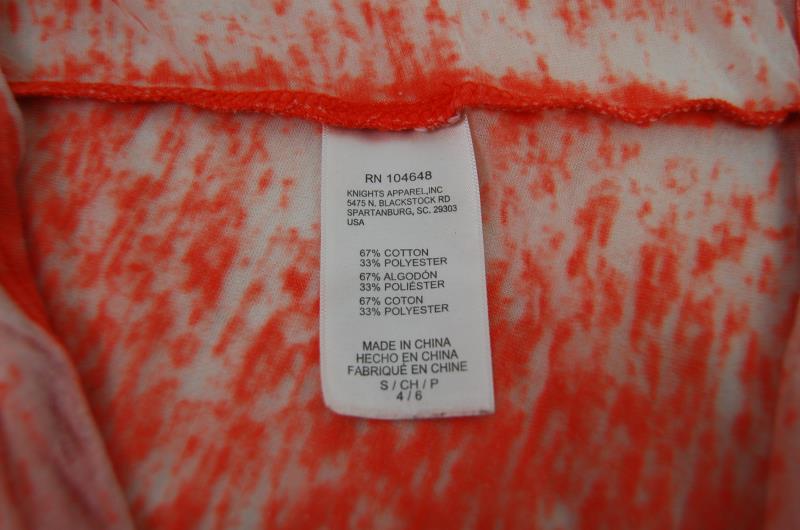 RN 104648
KNIGHTS APPAREL,INC
5475 N. BLACKSTOCK RD
SPARTANBURG, SC. 29303
USA
67% COTTON
33% POLYESTER
67% ALGODÓN
33% POLIÉSTER
67% COTON
33% POLYESTER
MADE IN CHINA
HECHO EN CHINA
FABRIQUÉ EN CHINE
S / CH / P
4 / 6